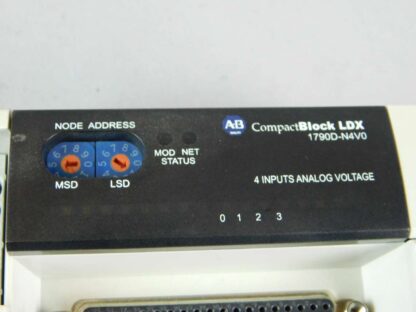 NODE ADDRESS
MSD
LSD
MOD NET
STATUS
AB
CompactBlock LDX
1790D-N4V0
4 INPUTS ANALOG VOLTAGE
0 1 2 3